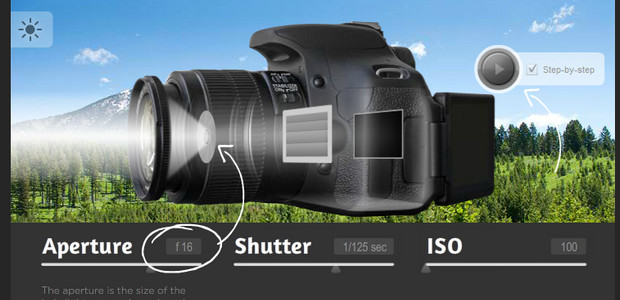 Step-by-step
Aperture f 16 Shutter 1/125 sec ISO 100
The aperture is the size of the